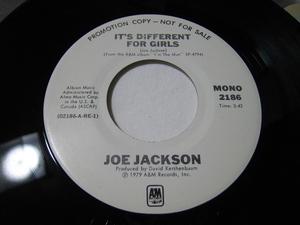 PROMOTION COPY - NOT FOR SALE
IT'S DIFFERENT
FOR GIRLS
(Joe Jackson)
(From the A&M album "I'm The Man" SP-4794)
Album Music
Administered by
Almo Music Corp.
in the U.S. &
Canada (ASCAP)
(02186-A-RE-1)
MONO
2186
Time: 3:42
JOE JACKSON
Produced by David Kershenbaum
℗ 1979 A&M Records, Inc.
A&M